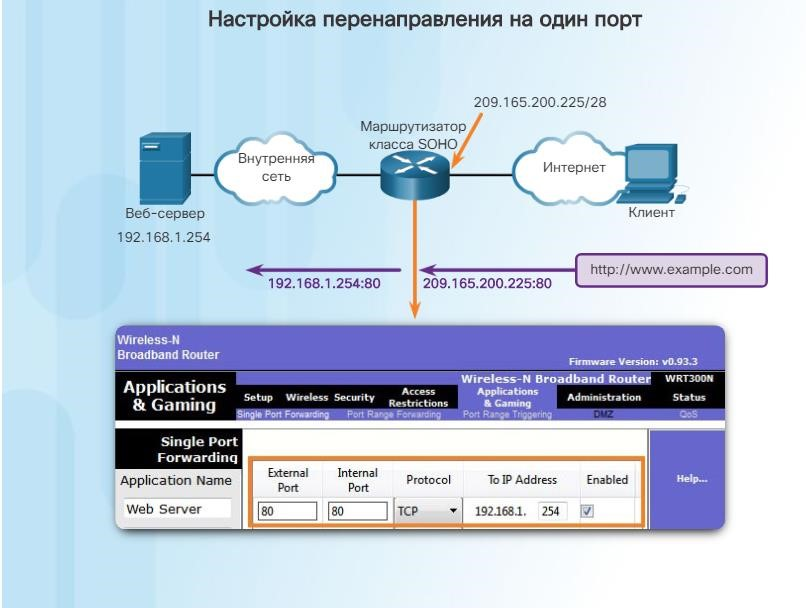 Настройка перенаправления на один порт
209.165.200.225/28
Маршрутизатор
класса SOHO
Внутренняя
сеть
Интернет
Веб-сервер
192.168.1.254
Клиент
192.168.1.254:80
209.165.200.225:80
http://www.example.com
Wireless-N
Broadband Router
Firmware Version: v0.93.3
Applications
& Gaming
Wireless-N Broadband Router
WRT300N
Setup Wireless Security Access
Restrictions Applications
& Gaming Administration Status
Single Port Forwarding Port Range Forwarding Port Range Triggering DMZ QoS
Single Port
Forwarding
Application Name
External
Port
Internal
Port
Protocol
To IP Address
Enabled
Help...
Web Server
80 80 TCP 192.168.1. 254